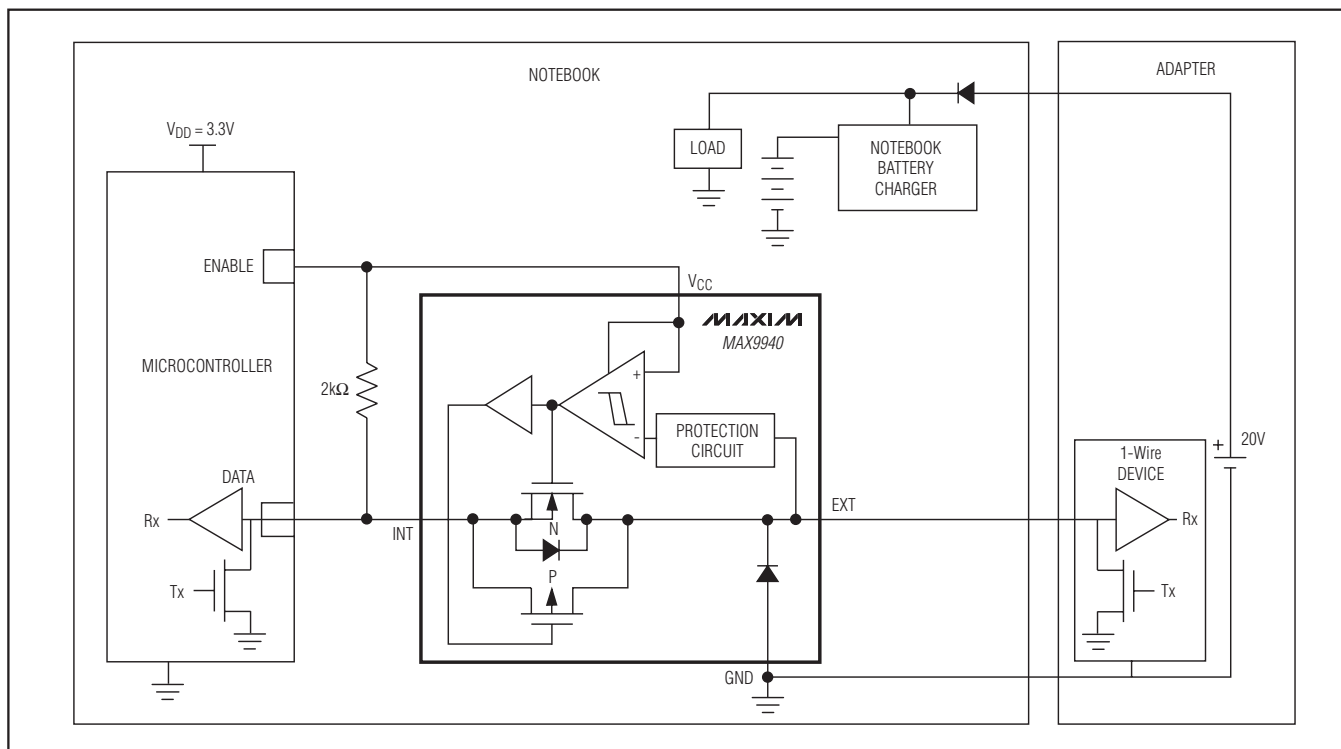 NOTEBOOK
ADAPTER
V_DD = 3.3V
LOAD
NOTEBOOK
BATTERY
CHARGER
ENABLE
V_CC
MAXIM
MAX9940
MICROCONTROLLER
2kΩ
+
-
PROTECTION
CIRCUIT
+
20V
1-Wire
DEVICE
DATA
Rx
INT
N
EXT
Rx
P
Tx
Tx
GND